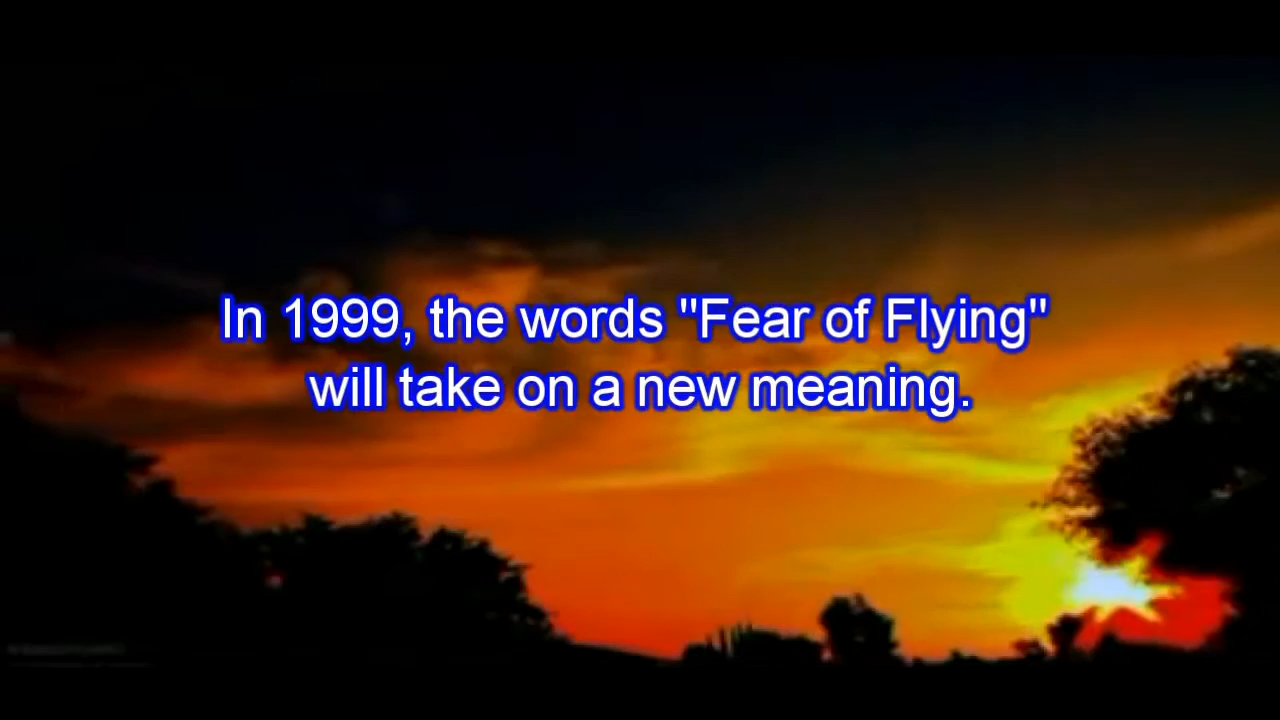 In 1999, the words "Fear of Flying"
will take on a new meaning.